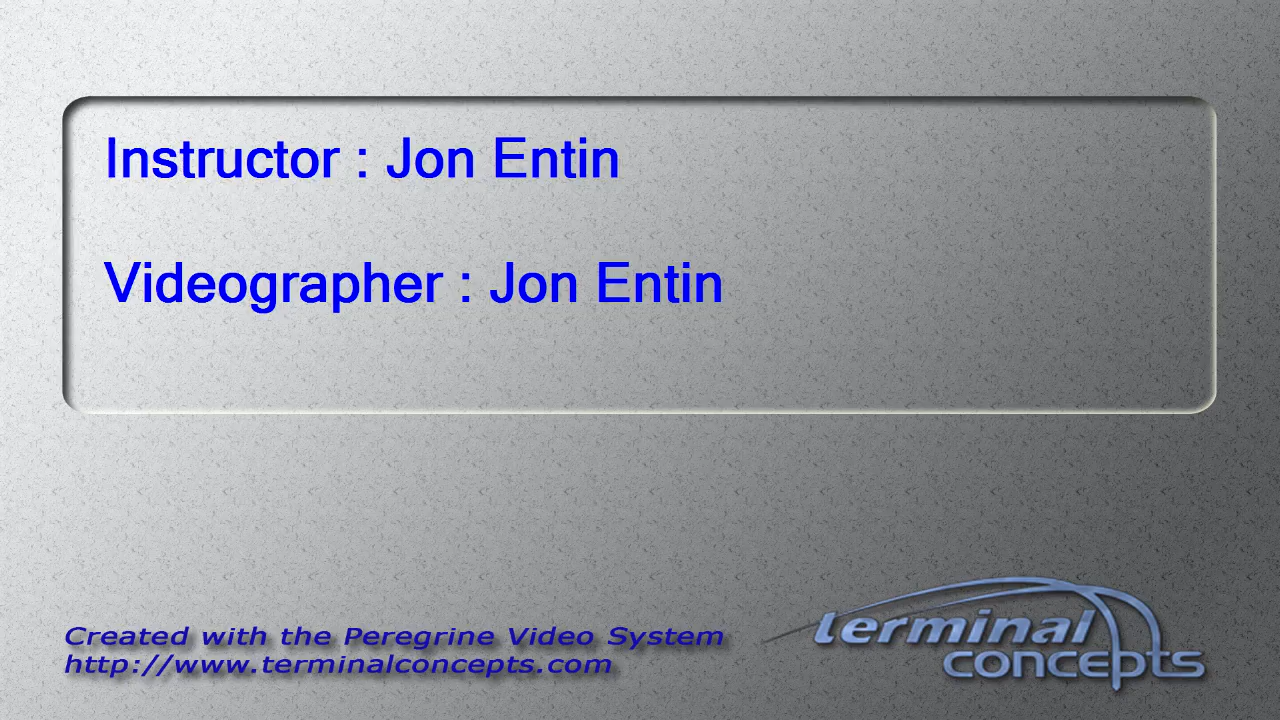 Instructor : Jon Entin
Videographer : Jon Entin
Created with the Peregrine Video System
http://www.terminalconcepts.com
terminal
concepts